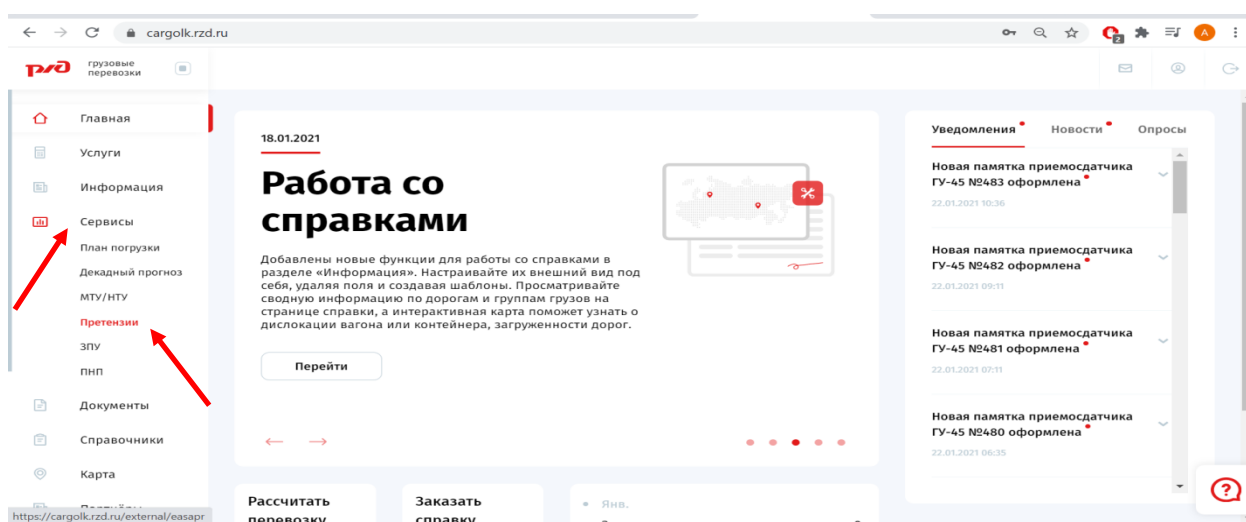 cargolk.rzd.ru
2
A
ржд
грузовые
перевозки
Главная
Услуги
Информация
Сервисы
План погрузки
Декадный прогноз
МТУ/НТУ
Претензии
ЗПУ
ПНП
Документы
Справочники
Карта
https://cargolk.rzd.ru/external/easapr
18.01.2021
Работа со
справками
Добавлены новые функции для работы со справками в
разделе «Информация». Настраивайте их внешний вид под
себя, удаляя поля и создавая шаблоны. Просматривайте
сводную информацию по дорогам и группам грузов на
странице справки, а интерактивная карта поможет узнать о
дислокации вагона или контейнера, загруженности дорог.
Перейти
Рассчитать
перевозку
Заказать
справку
Янв.
Уведомления Новости Опросы
Новая памятка приемосдатчика
ГУ-45 №483 оформлена
22.01.2021 10:36
Новая памятка приемосдатчика
ГУ-45 №482 оформлена
22.01.2021 09:11
Новая памятка приемосдатчика
ГУ-45 №481 оформлена
22.01.2021 07:11
Новая памятка приемосдатчика
ГУ-45 №480 оформлена
22.01.2021 06:35
?